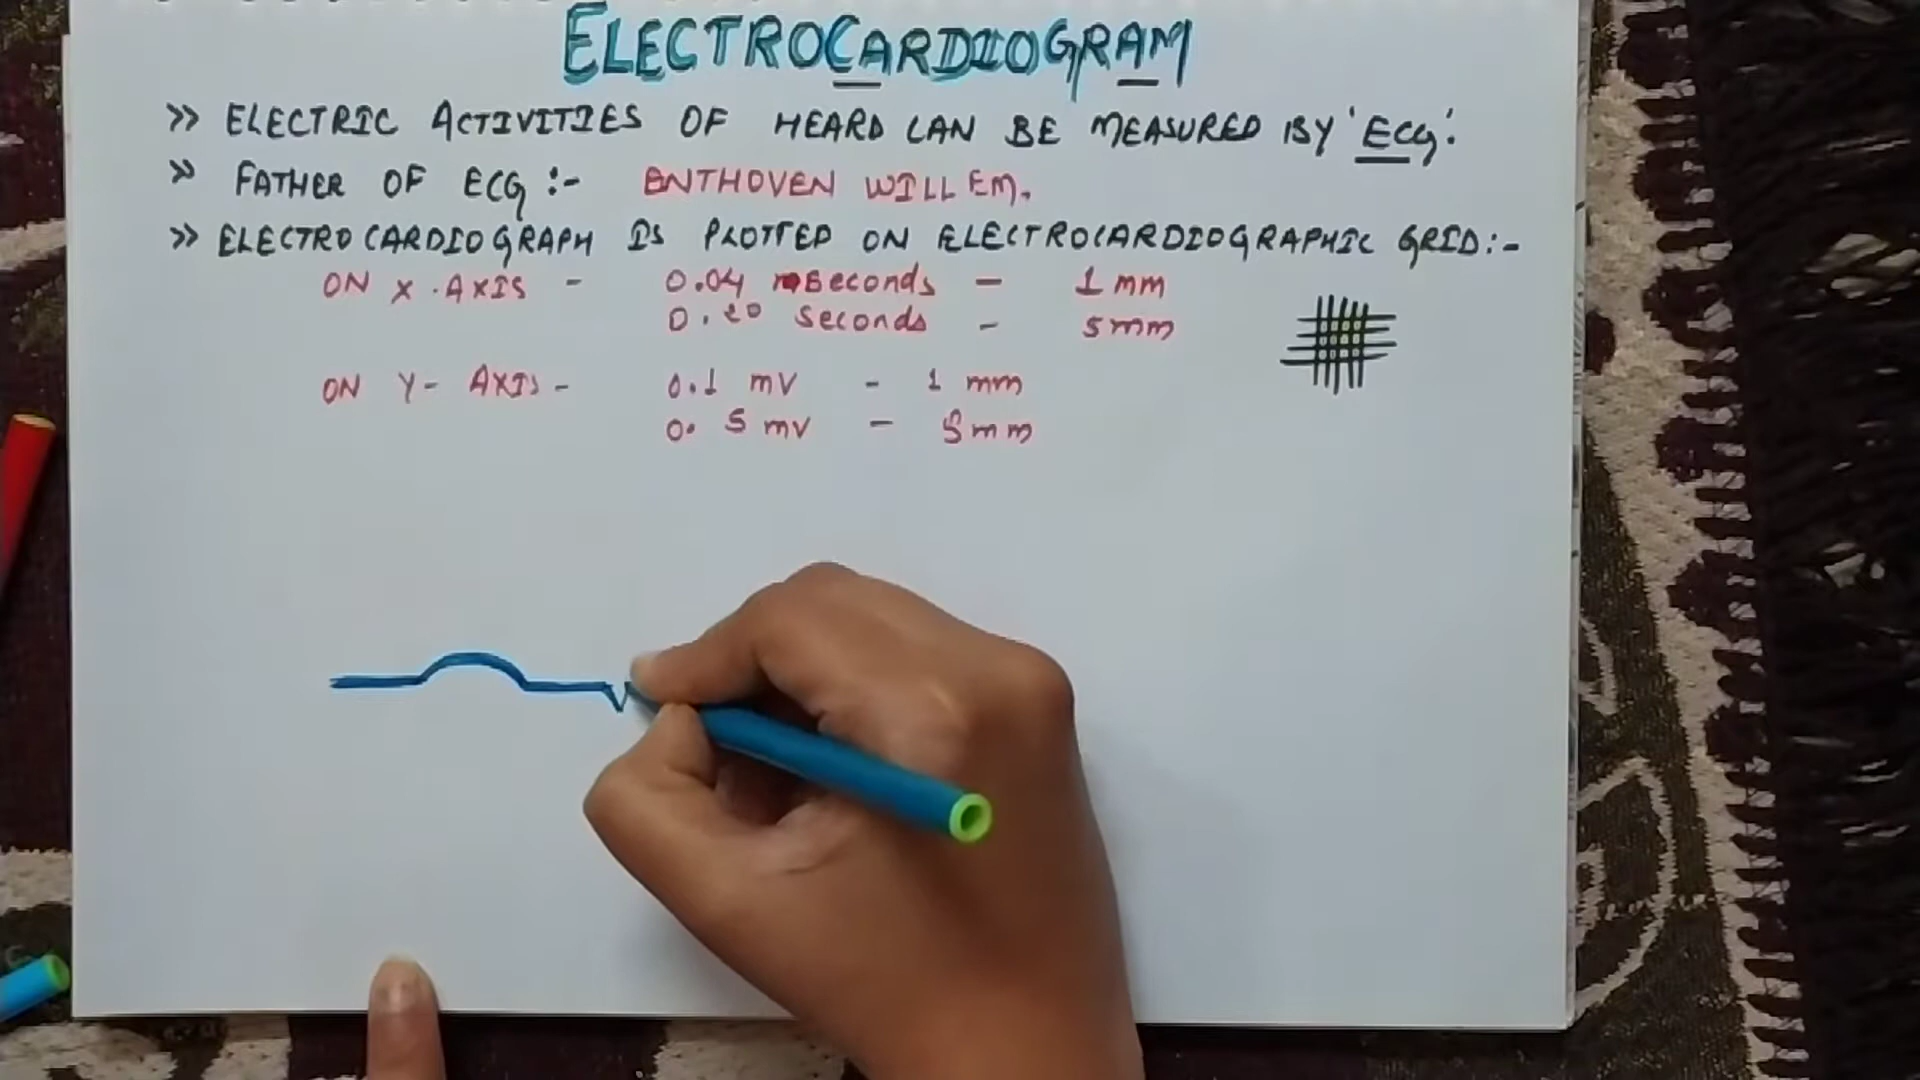 ELECTROCARDIOGRAM
>> ELECTRIC ACTIVITIES OF HEARD CAN BE MEASURED BY 'ECG'.
>> FATHER OF ECG :- ENTHOVEN WILLEM.
>> ELECTROCARDIOGRAPH IS PLOTTED ON ELECTROCARDIOGRAPHIC GRID:-
ON X.AXIS - 0.04 seconds - 1 mm
0.20 seconds - 5mm
ON Y- AXIS - 0.1 mv - 1 mm
0.5 mv - 5mm